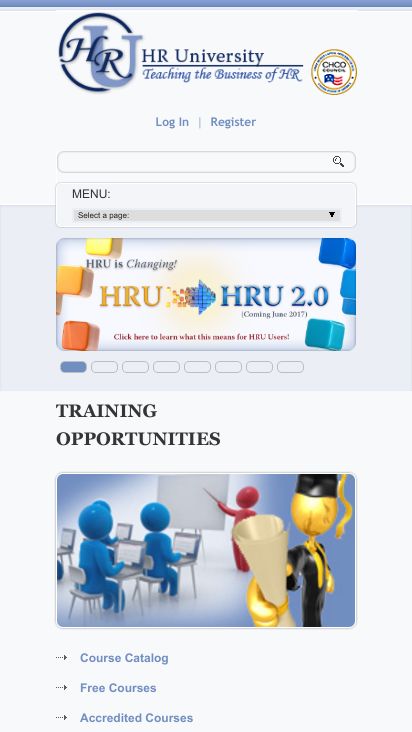 HRU
HR University
Teaching the Business of HR
CHCO
COUNCIL
Log In | Register
MENU:
Select a page:
HRU is Changing!
HRU HRU 2.0
(Coming June 2017)
Click here to learn what this means for HRU Users!
TRAINING
OPPORTUNITIES
Course Catalog
Free Courses
Accredited Courses